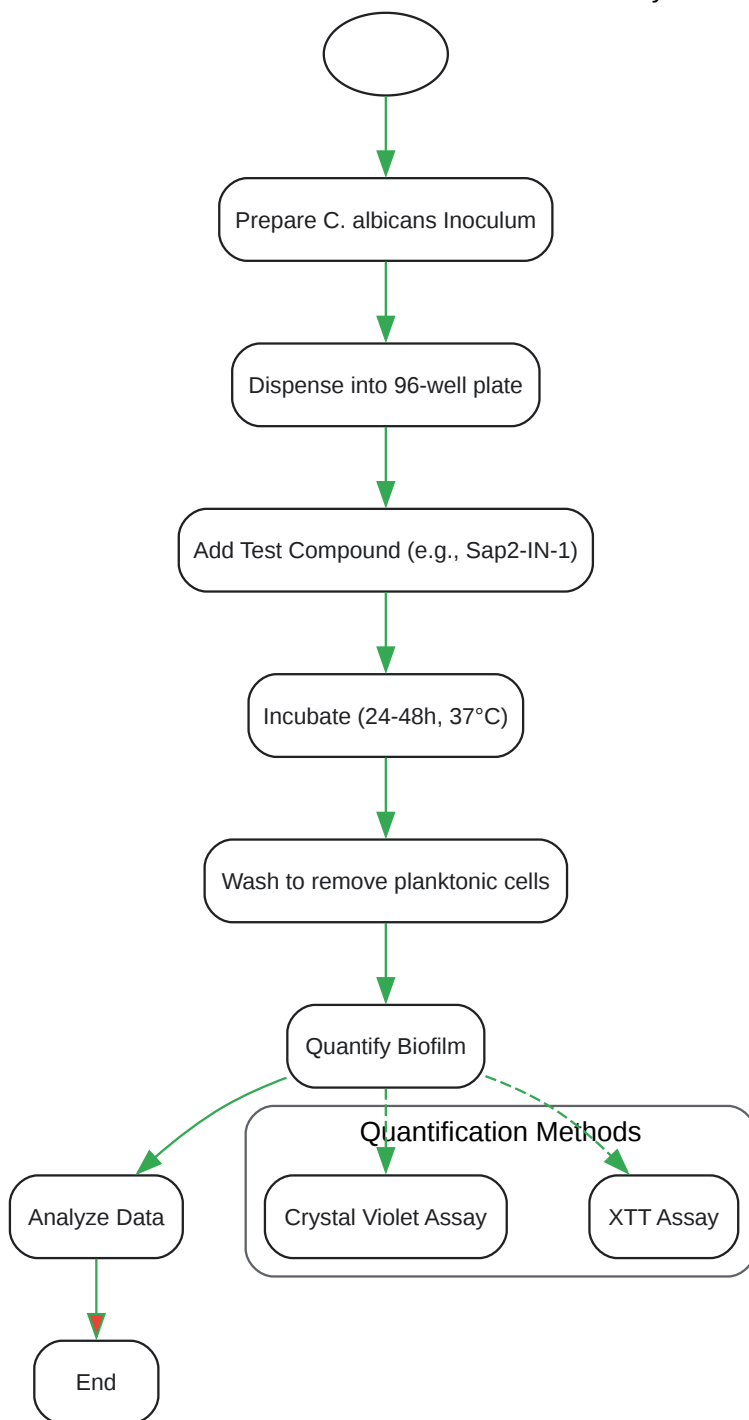 Prepare C. albicans Inoculum
Dispense into 96-well plate
Add Test Compound (e.g., Sap2-IN-1)
Incubate (24-48h, 37°C)
Wash to remove planktonic cells
Quantify Biofilm
Quantification Methods
Analyze Data
Crystal Violet Assay
XTT Assay
End